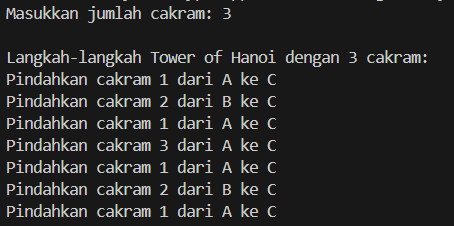 Masukkan jumlah cakram: 3
Langkah-langkah Tower of Hanoi dengan 3 cakram:
Pindahkan cakram 1 dari A ke C
Pindahkan cakram 2 dari B ke C
Pindahkan cakram 1 dari A ke C
Pindahkan cakram 3 dari A ke C
Pindahkan cakram 1 dari A ke C
Pindahkan cakram 2 dari B ke C
Pindahkan cakram 1 dari A ke C